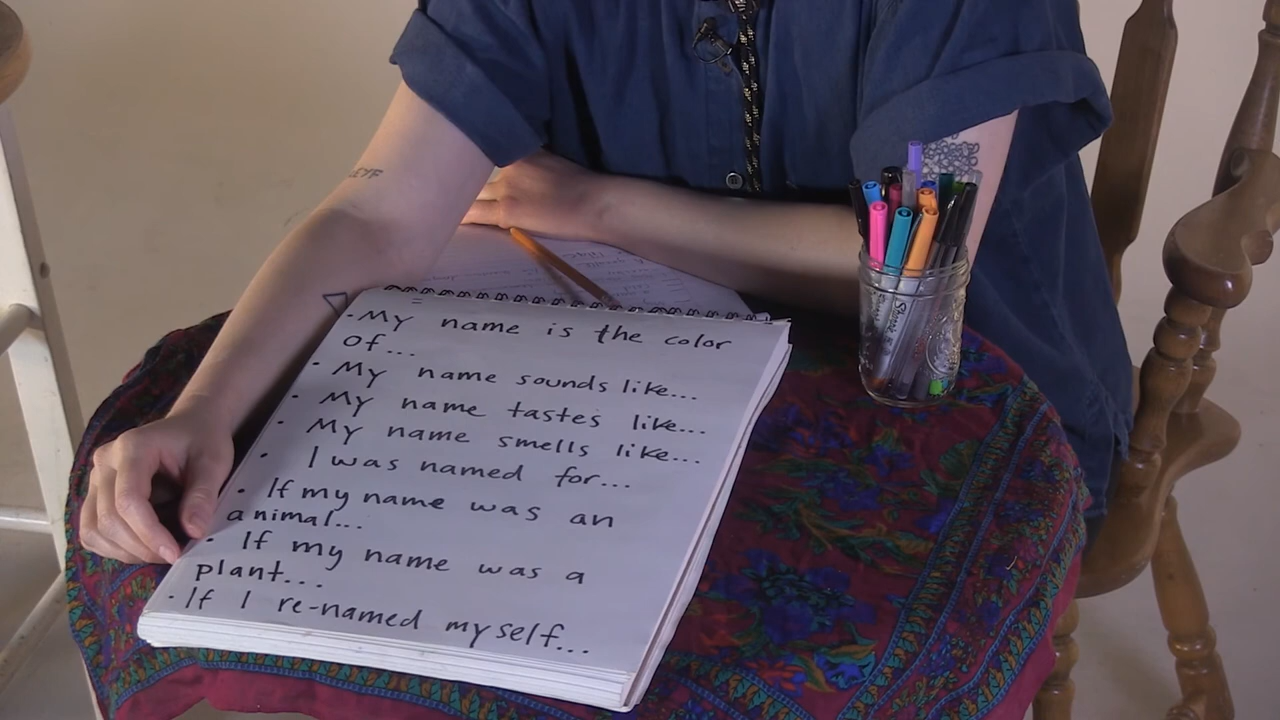 • My name is the color
of...
• My name sounds like...
• My name tastes like...
• My name smells like...
• I was named for...
• If my name was an
animal...
• If my name was a
plant...
• If I re-named myself...
Sharpie